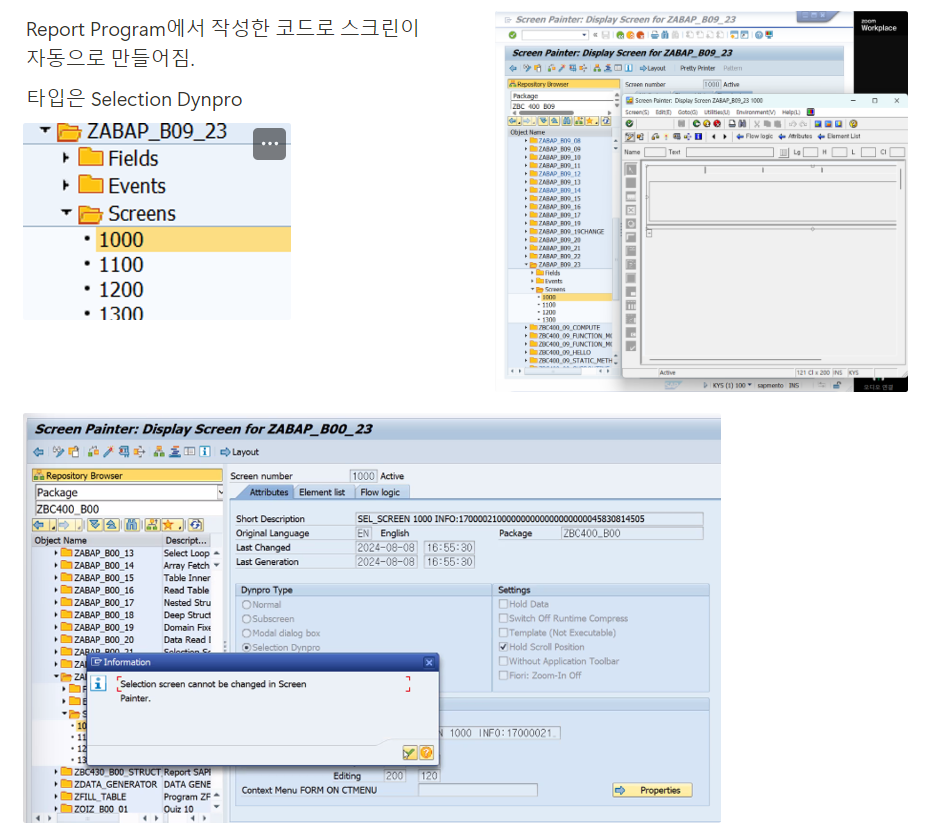 Report Program에서 작성한 코드로 스크린이
자동으로 만들어짐.
타입은 Selection Dynpro
ZABAP_B09_23
Fields
Events
Screens
1000
1100
1200
1300
Screen Painter: Display Screen for ZABAP_B09_23
Screen Painter: Display Screen for ZABAP_B09_23
Layout
Pretty Printer
Pattern
Repository Browser
Screen number 1000 Active
Package
ZBC_400_B09
Object Name
ZABAP_B09_08
ZABAP_B09_09
ZABAP_B09_10
ZABAP_B09_11
ZABAP_B09_12
ZABAP_B09_13
ZABAP_B09_14
ZABAP_B09_15
ZABAP_B09_16
ZABAP_B09_17
ZABAP_B09_19
ZABAP_B09_19CHANGE
ZABAP_B09_20
ZABAP_B09_21
ZABAP_B09_22
ZABAP_B09_23
Fields
Events
Screens
1000
1100
1200
1300
ZBC400_09_COMPUTE
ZBC400_09_FUNCTION_MO
ZBC400_09_FUNCTION_MO
ZBC400_09_HELLO
ZBC400_09_STATIC_METH
zoom
Workplace
Screen Painter: Display Screen ZABAP_B09_23 1000
Screen(S) Edit(E) Goto(G) Utilities(U) Environment(V) Help(L)
Flow logic Attributes Element List
Name Text Lg H L Cl
Active 121 Cl x 200 INS KYS
KYS (1) 100 sapmento INS
Screen Painter: Display Screen for ZABAP_B00_23
Layout
Repository Browser
Package
ZBC400_B00
Object Name Descript...
ZABAP_B00_13 Select Loop
ZABAP_B00_14 Array Fetch
ZABAP_B00_15 Table Inner
ZABAP_B00_16 Read Table
ZABAP_B00_17 Nested Stru
ZABAP_B00_18 Deep Struct
ZABAP_B00_19 Domain Fixe
ZABAP_B00_20 Data Read I
ZABAP_B00_21 Selection Sc
ZBC430_B00_STRUCT Report SAPI
ZDATA_GENERATOR DATA GENE
ZFILL_TABLE Program ZF
ZOIZ_B00_01 Quiz 10
Screen number 1000 Active
Attributes Element list Flow logic
Short Description SEL_SCREEN 1000 INFO:17000021000000000000000000045830814505
Original Language EN English Package ZBC400_B00
Last Changed 2024-08-08 16:55:30
Last Generation 2024-08-08 16:55:30
Dynpro Type
Normal
Subscreen
Modal dialog box
Selection Dynpro
Settings
Hold Data
Switch Off Runtime Compress
Template (Not Executable)
Hold Scroll Position
Without Application Toolbar
Fiori: Zoom-In Off
Information
Selection screen cannot be changed in Screen
Painter.
N 1000 INFO:17000021.
Editing 200 120
Context Menu FORM ON CTMENU
Properties